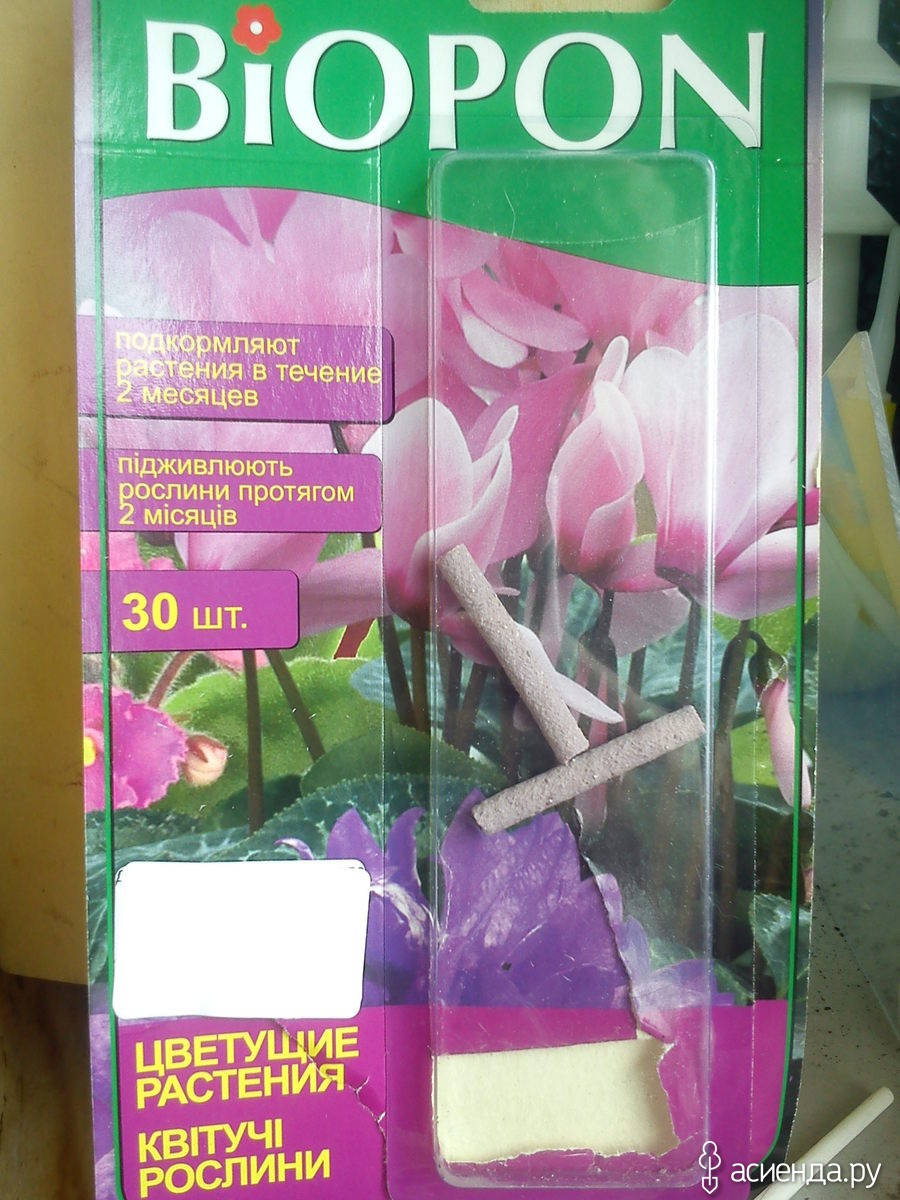 BiOPON
подкормляют
растения в течение
2 месяцев
підживлюють
рослини протягом
2 місяців
30 шт.
ЦВЕТУЩИЕ
РАСТЕНИЯ
КВІТУЧІ
РОСЛИНИ
асиенда.ру